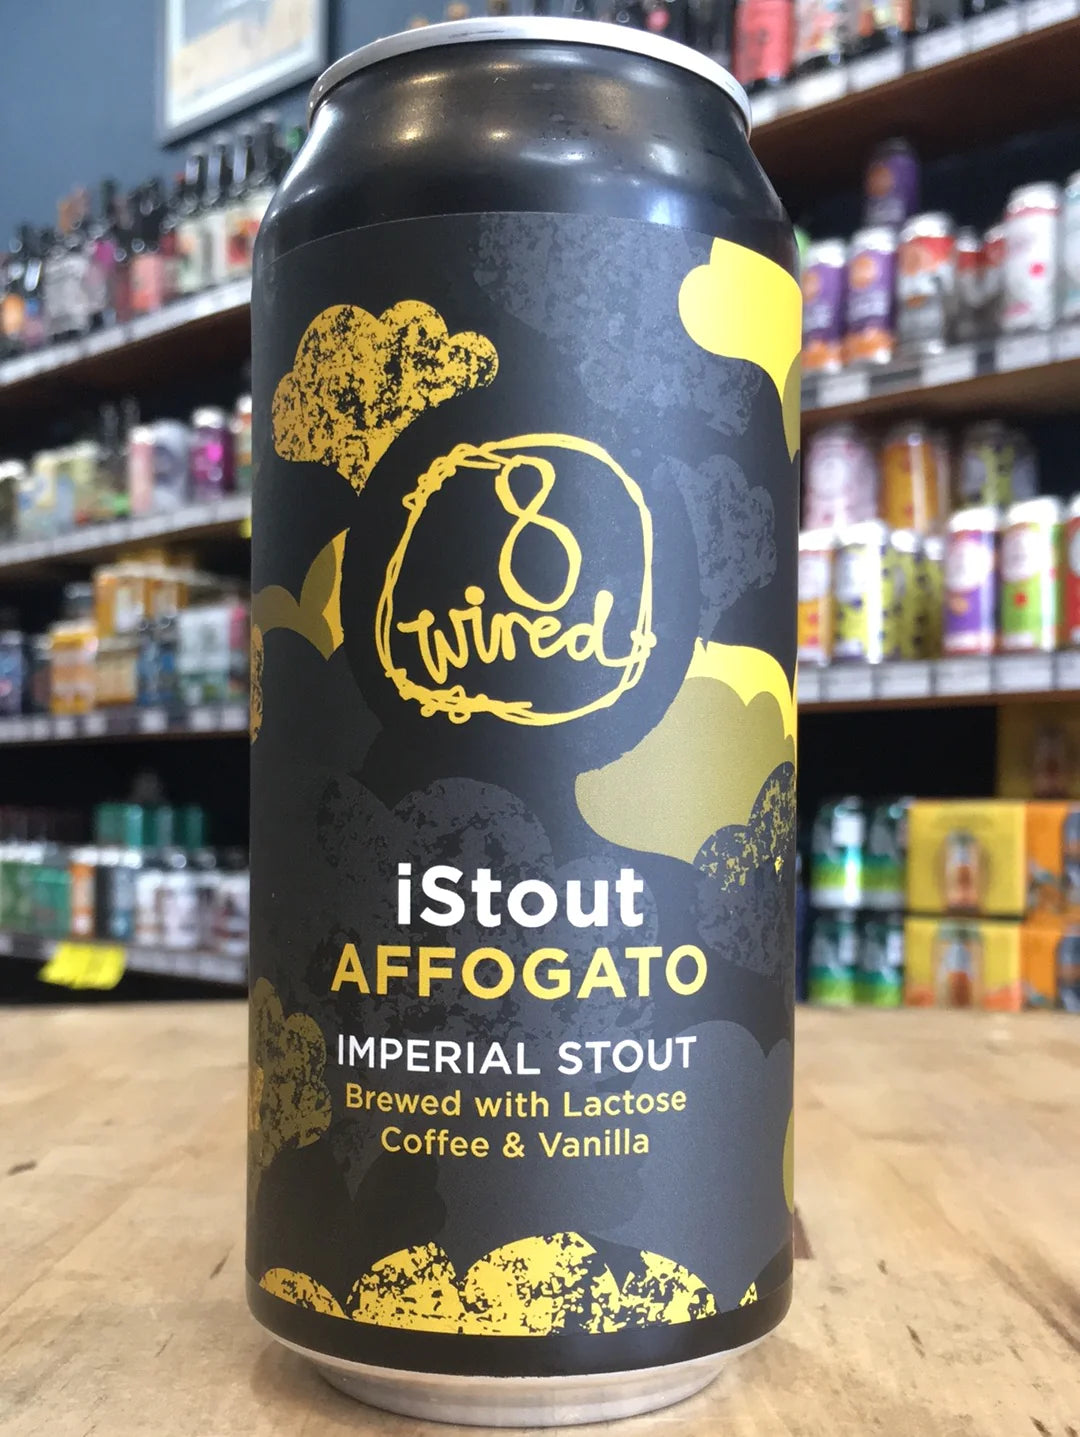 8
wired
iStout
AFFOGATO
IMPERIAL STOUT
Brewed with Lactose
Coffee & Vanilla